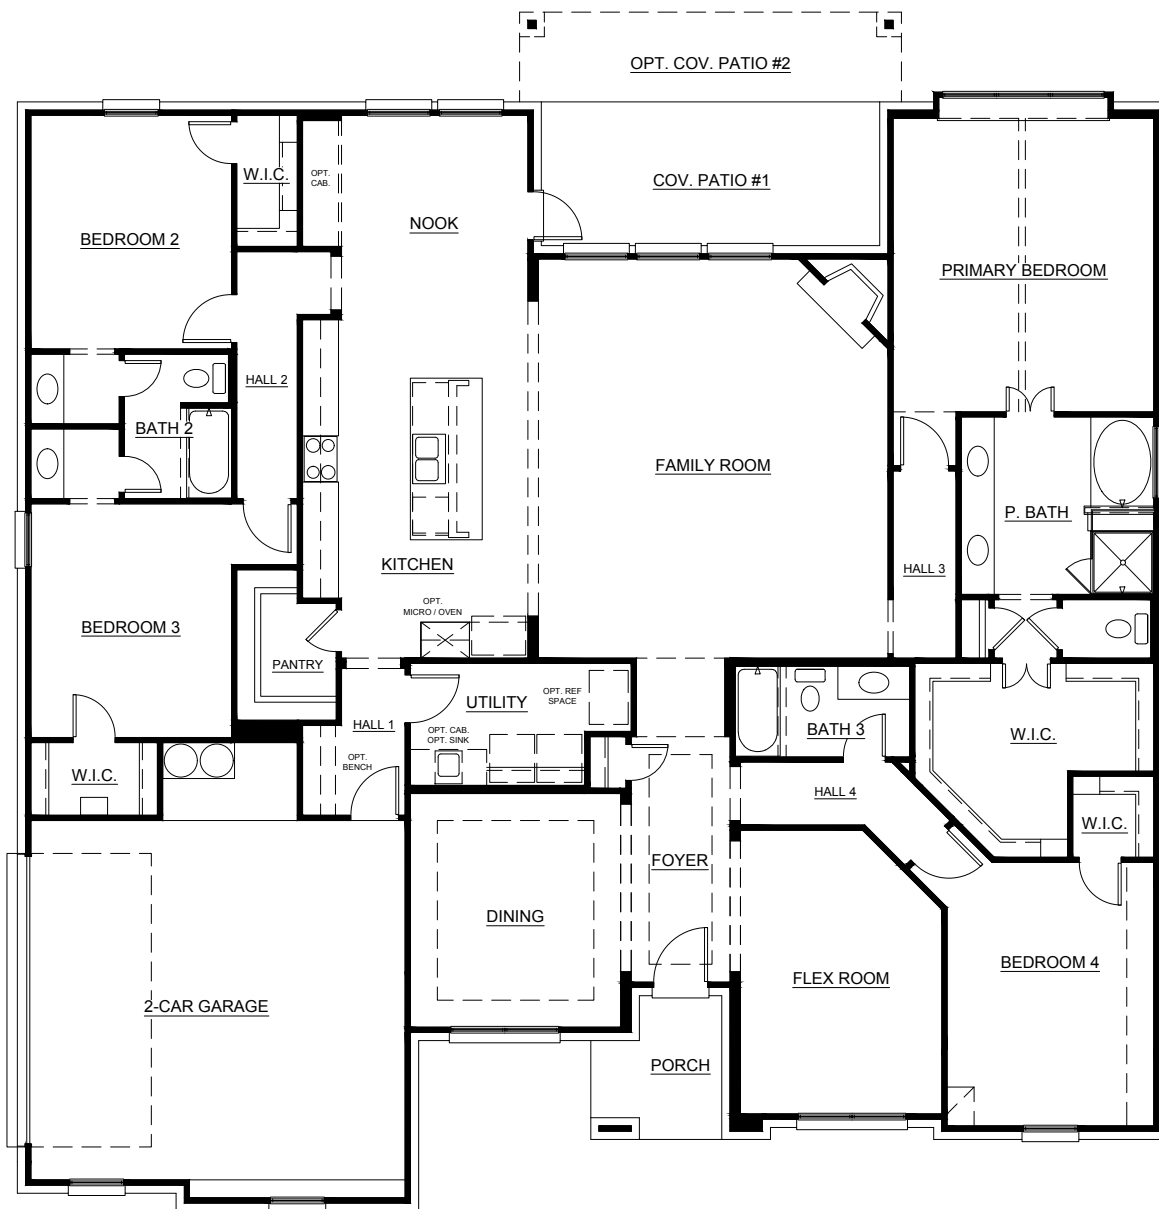 OPT. COV. PATIO #2
W.I.C.
OPT.
CAB.
COV. PATIO #1
NOOK
BEDROOM 2
PRIMARY BEDROOM
HALL 2
BATH 2
FAMILY ROOM
P. BATH
KITCHEN
HALL 3
OPT.
MICRO / OVEN
BEDROOM 3
PANTRY
UTILITY
OPT. REF
SPACE
HALL 1
OPT. CAB.
OPT. SINK
BATH 3
W.I.C.
OPT.
BENCH
W.I.C.
HALL 4
W.I.C.
FOYER
DINING
BEDROOM 4
FLEX ROOM
2-CAR GARAGE
PORCH